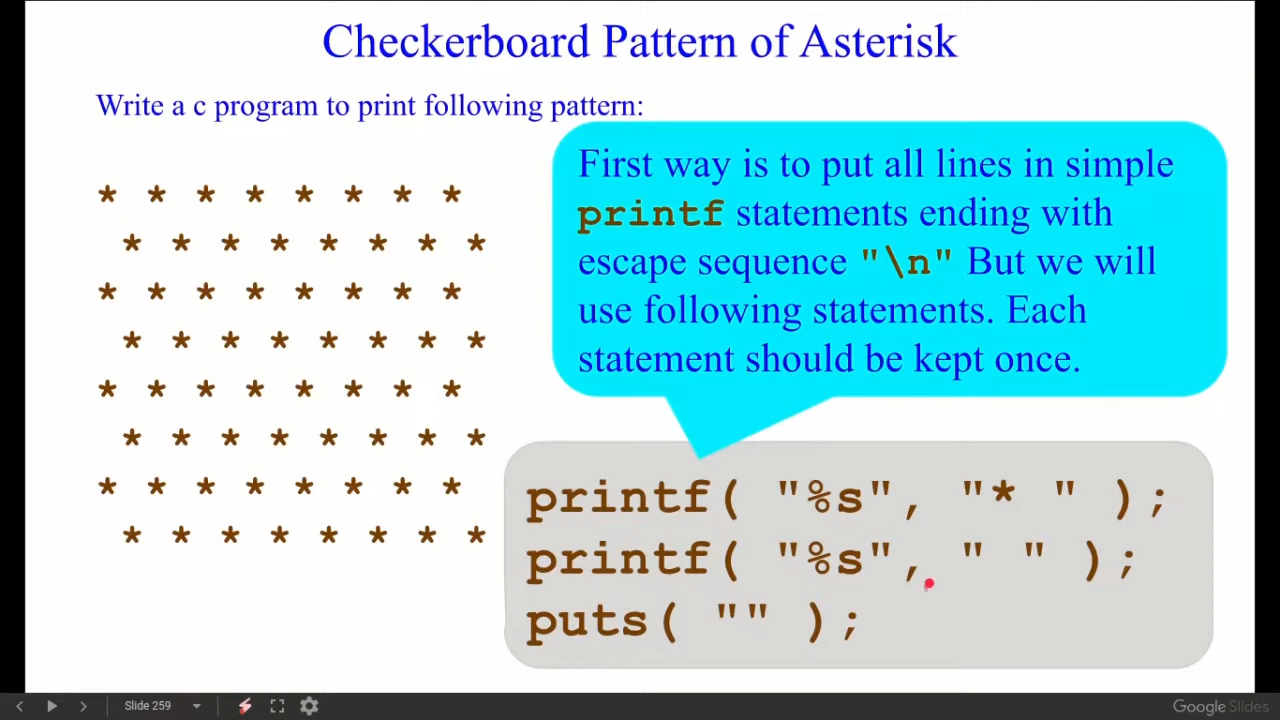 Checkerboard Pattern of Asterisk
Write a c program to print following pattern:
First way is to put all lines in simple
printf statements ending with
escape sequence "\n" But we will
use following statements. Each
statement should be kept once.
* * * * * * * *
 * * * * * * * *
* * * * * * * *
 * * * * * * * *
* * * * * * * *
 * * * * * * * *
* * * * * * * *
 * * * * * * * *
printf( "%s", "* " );
printf( "%s", " " );
puts( "" );
Slide 259
Google Slides